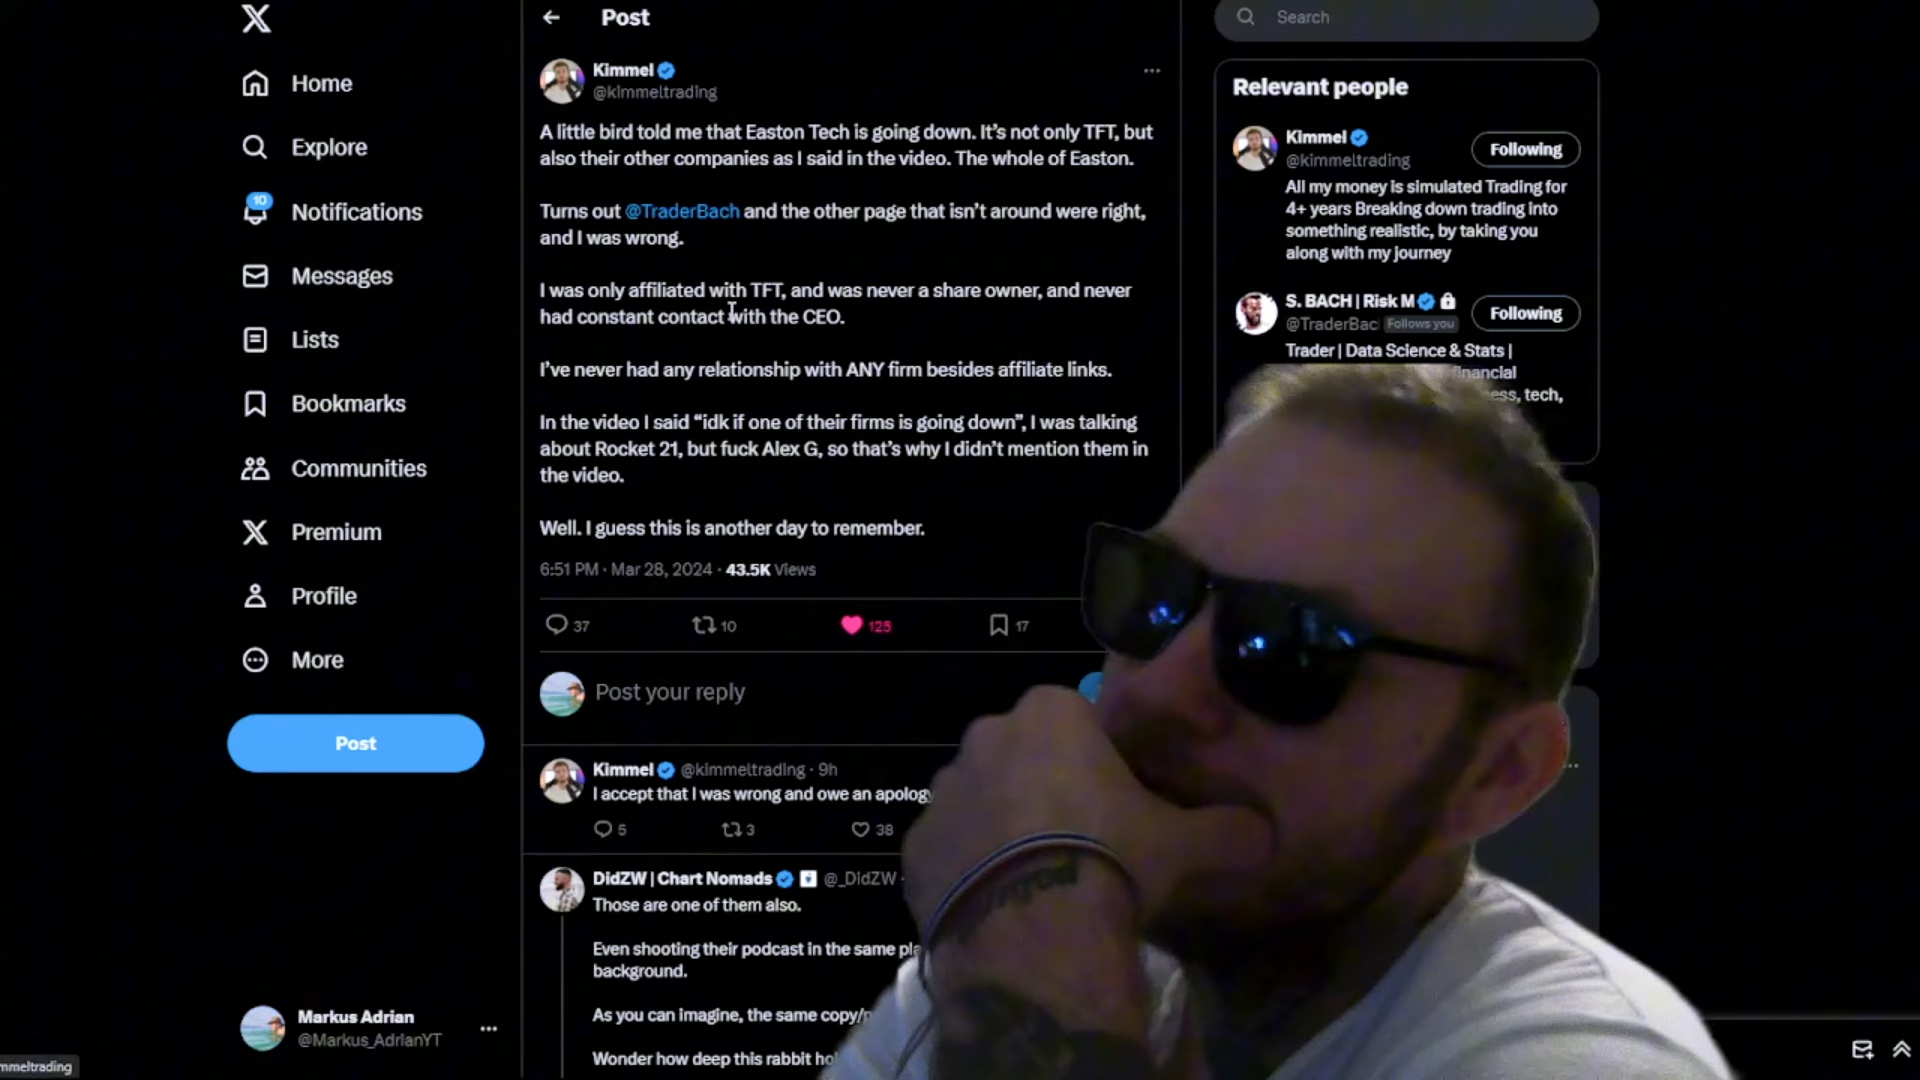 Home
Explore
10
Notifications
Messages
Lists
Bookmarks
Communities
Premium
Profile
More
Post
Markus Adrian
@Markus_AdrianYT
mmeltrading
Post
Kimmel
@kimmeltrading
A little bird told me that Easton Tech is going down. It's not only TFT, but
also their other companies as I said in the video. The whole of Easton.
Turns out @TraderBach and the other page that isn't around were right,
and I was wrong.
I was only affiliated with TFT, and was never a share owner, and never
had constant contact with the CEO.
I've never had any relationship with ANY firm besides affiliate links.
In the video I said “idk if one of their firms is going down”, I was talking
about Rocket 21, but fuck Alex G, so that's why I didn't mention them in
the video.
Well. I guess this is another day to remember.
6:51 PM · Mar 28, 2024 · 43.5K Views
37 10 125 17
Post your reply
Kimmel @kimmeltrading · 9h
I accept that I was wrong and owe an apology
5 3 38
DidZW | Chart Nomads @_DidZW ·
Those are one of them also.
Even shooting their podcast in the same
background.
As you can imagine, the same
Wonder how deep this rabbit
Search
Relevant people
Kimmel
@kimmeltrading
Following
All my money is simulated Trading for
4+ years Breaking down trading into
something realistic, by taking you
along with my journey
S. BACH | Risk M
@TraderBac Follows you
Following
Trader | Data Science & Stats |
financial
tech,